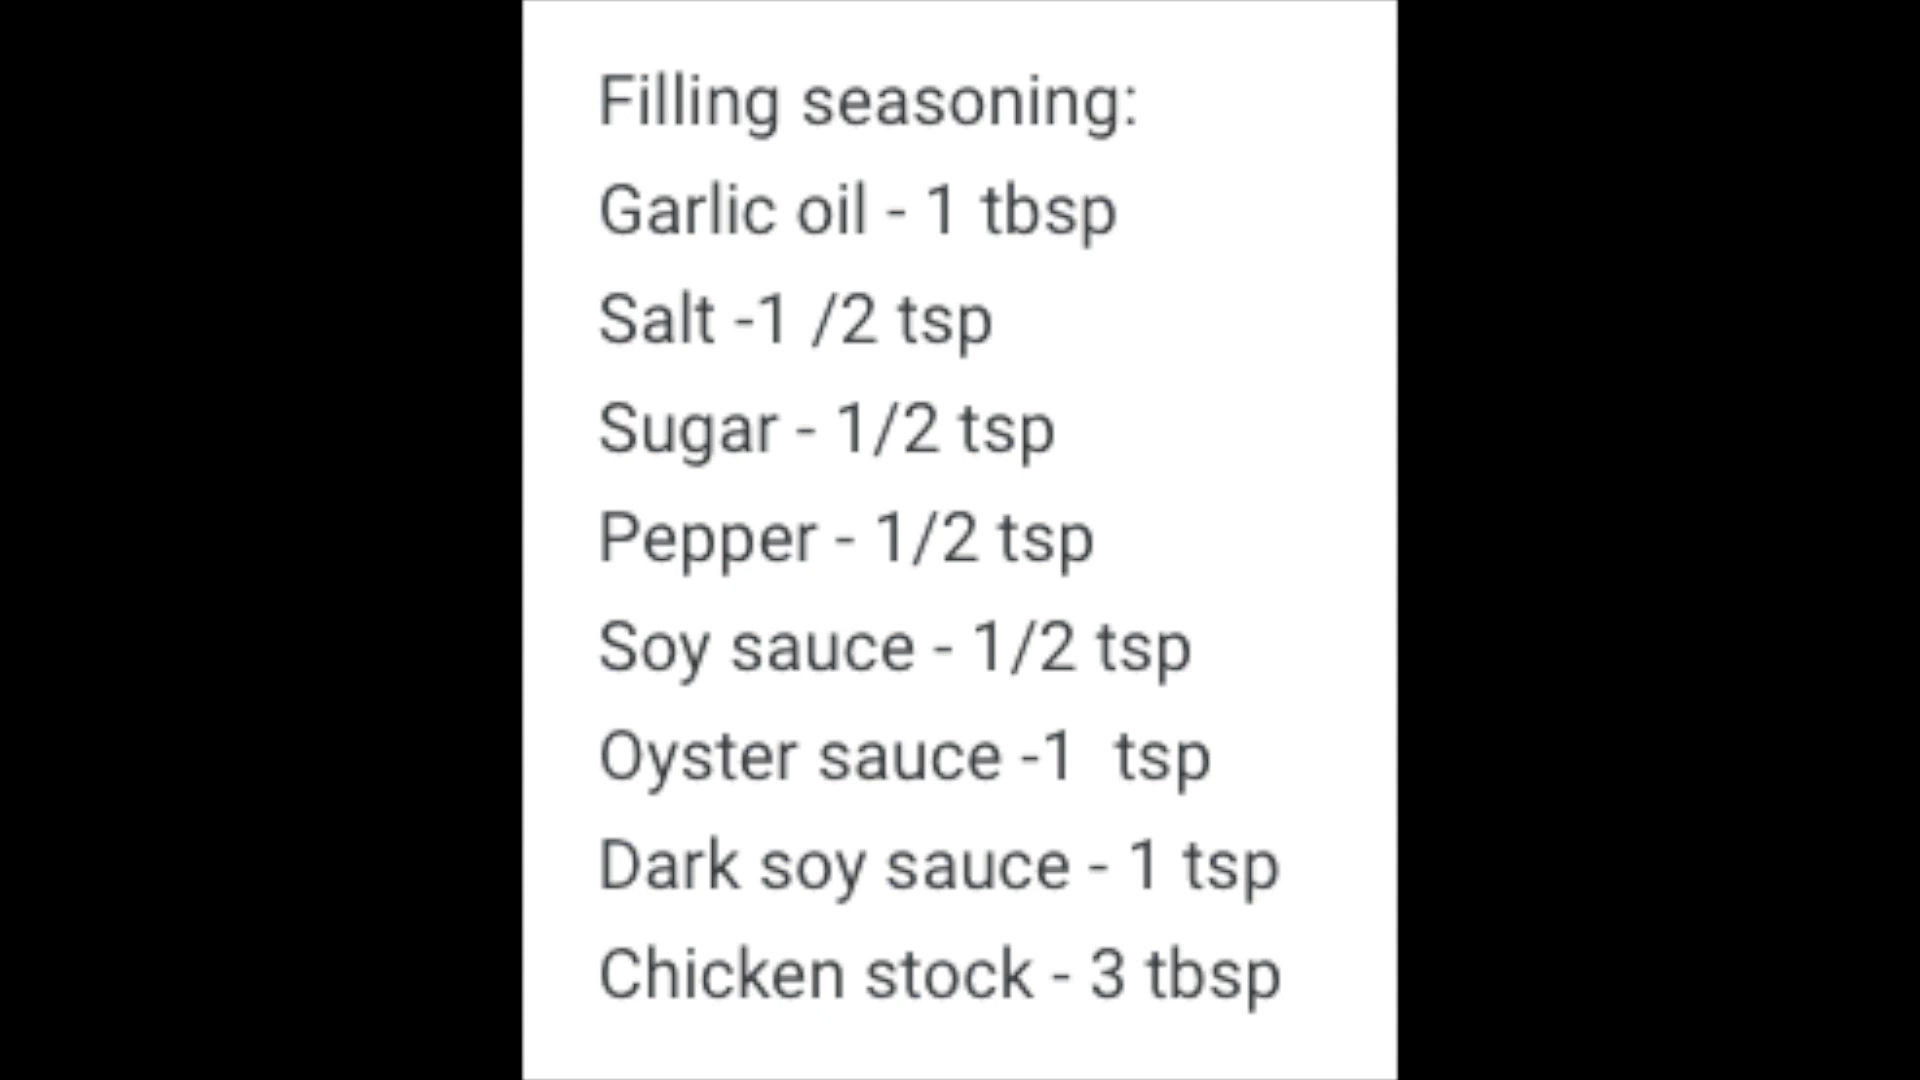 Filling seasoning:
Garlic oil - 1 tbsp
Salt -1 /2 tsp
Sugar - 1/2 tsp
Pepper - 1/2 tsp
Soy sauce - 1/2 tsp
Oyster sauce -1  tsp
Dark soy sauce - 1 tsp
Chicken stock - 3 tbsp